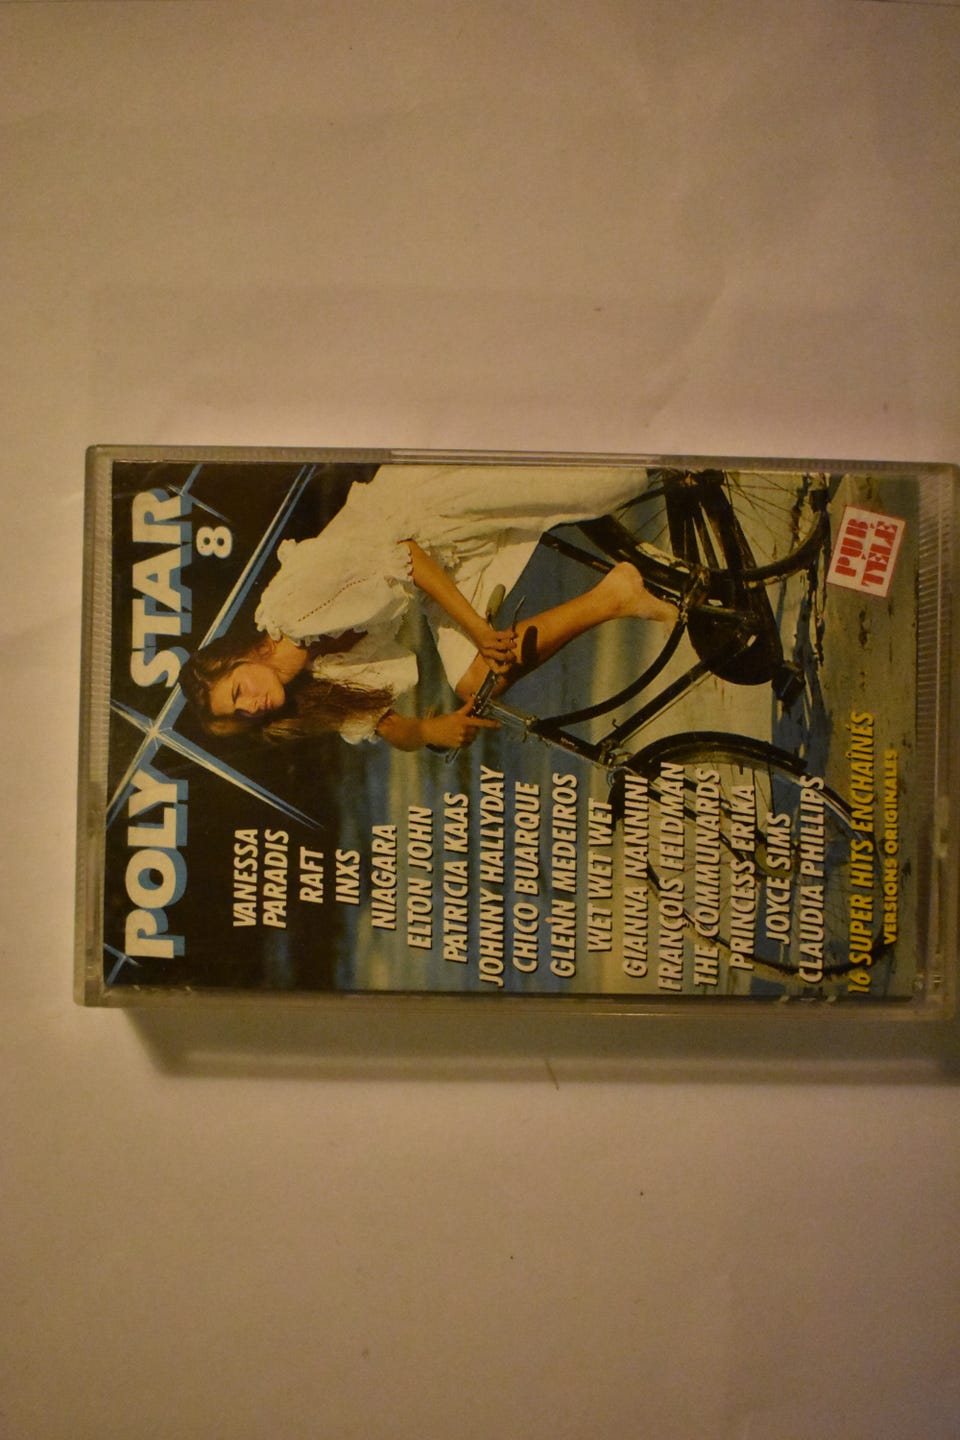 POLY STAR
8
VANESSA
PARADIS
RAFT
INXS
NIAGARA
ELTON JOHN
PATRICIA KAAS
JOHNNY HALLYDAY
CHICO BUARQUE
GLENN MEDEIROS
WET WET WET
GIANNA NANNINI
FRANÇOIS FELDMAN
THE COMMUNARDS
PRINCESS ERIKA
JOYCE SIMS
CLAUDIA PHILLIPS
16 SUPER HITS ENCHAÎNÉS
VERSIONS ORIGINALES
PUB
TÉLÉ